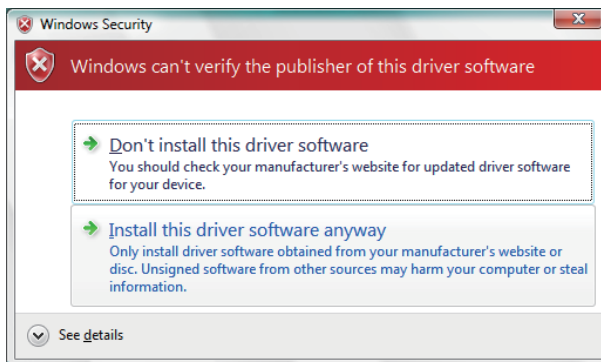 Windows Security
Windows can't verify the publisher of this driver software
Don't install this driver software
You should check your manufacturer's website for updated driver software
for your device.
Install this driver software anyway
Only install driver software obtained from your manufacturer's website or
disc. Unsigned software from other sources may harm your computer or steal
information.
See details